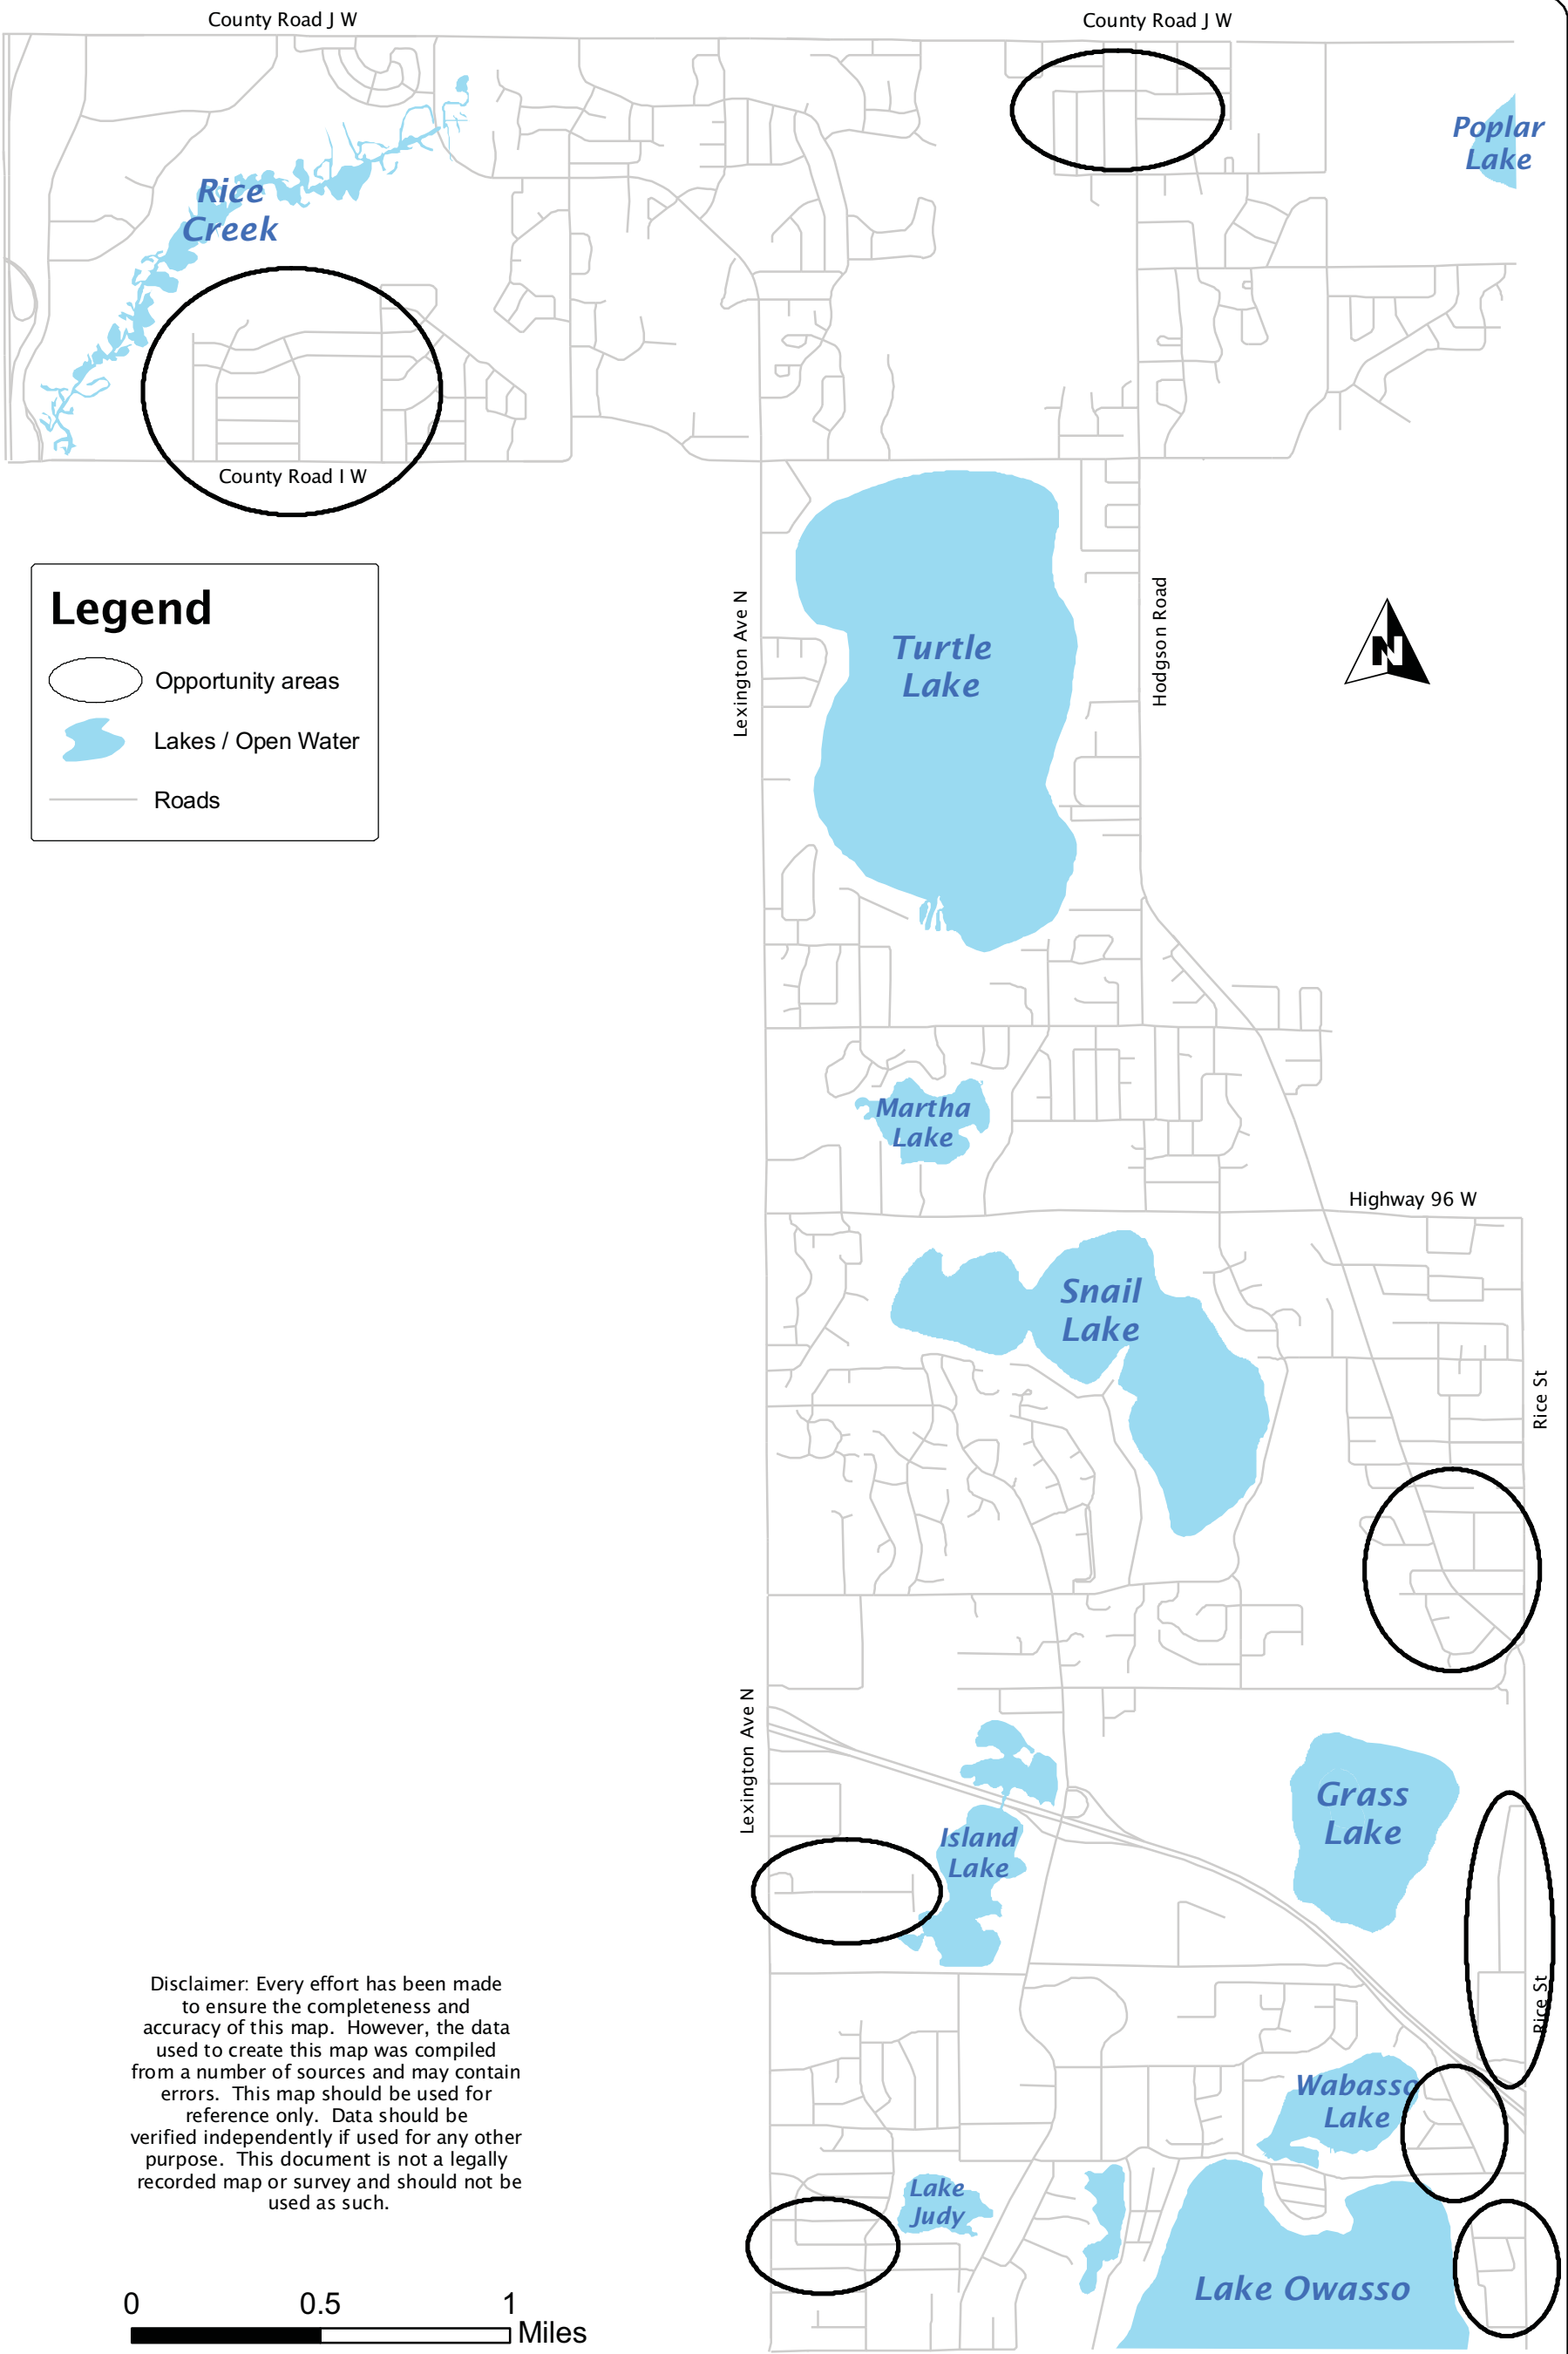 County Road J W
County Road J W
Poplar
Lake
Rice
Creek
County Road I W
Legend
Opportunity areas
Lakes / Open Water
Roads
Lexington Ave N
Turtle
Lake
Hodgson Road
N
Martha
Lake
Highway 96 W
Snail
Lake
Rice St
Lexington Ave N
Grass
Lake
Island
Lake
Rice St
Disclaimer: Every effort has been made
to ensure the completeness and
accuracy of this map. However, the data
used to create this map was compiled
from a number of sources and may contain
errors. This map should be used for
reference only. Data should be
verified independently if used for any other
purpose. This document is not a legally
recorded map or survey and should not be
used as such.
Wabasso
Lake
Lake
Judy
Lake Owasso
0 0.5 1
Miles